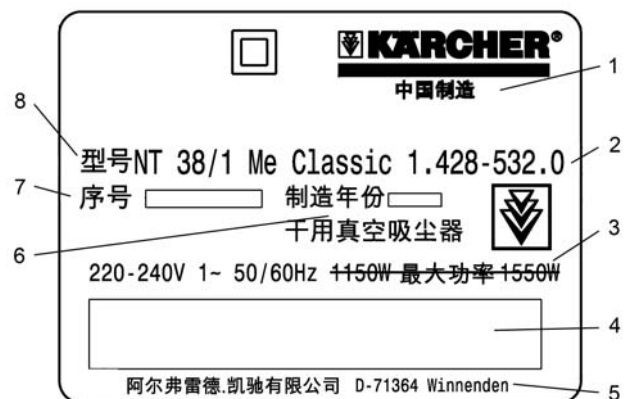 KÄRCHER®
中国制造
1
8
型号NT 38/1 Me Classic 1.428-532.0
2
7
序号 制造年份
6
干用真空吸尘器
3
220-240V 1~ 50/60Hz 1150W 最大功率 1550W
4
阿尔弗雷德.凯驰有限公司 D-71364 Winnenden
5